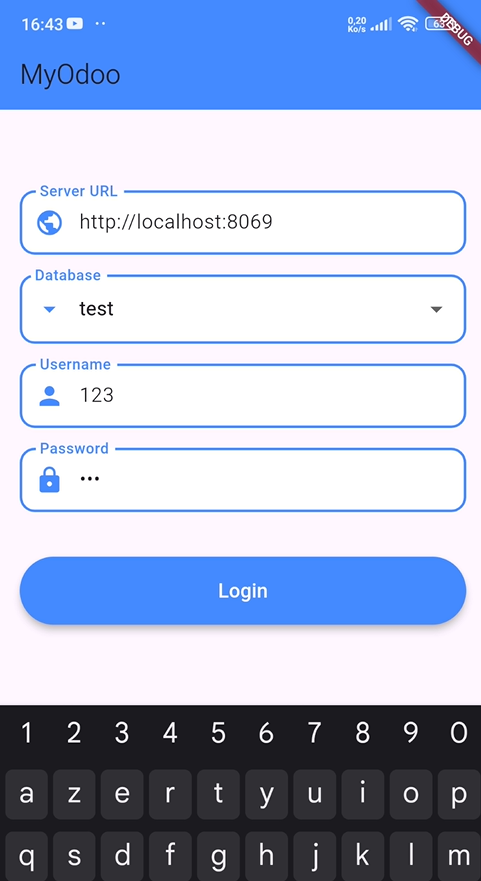 16:43
0,20
Ko/s
63
DEBUG
MyOdoo
Server URL
http://localhost:8069
Database
test
Username
123
Password
•••
Login
1 2 3 4 5 6 7 8 9 0
a z e r t y u i o p
q s d f g h j k l m